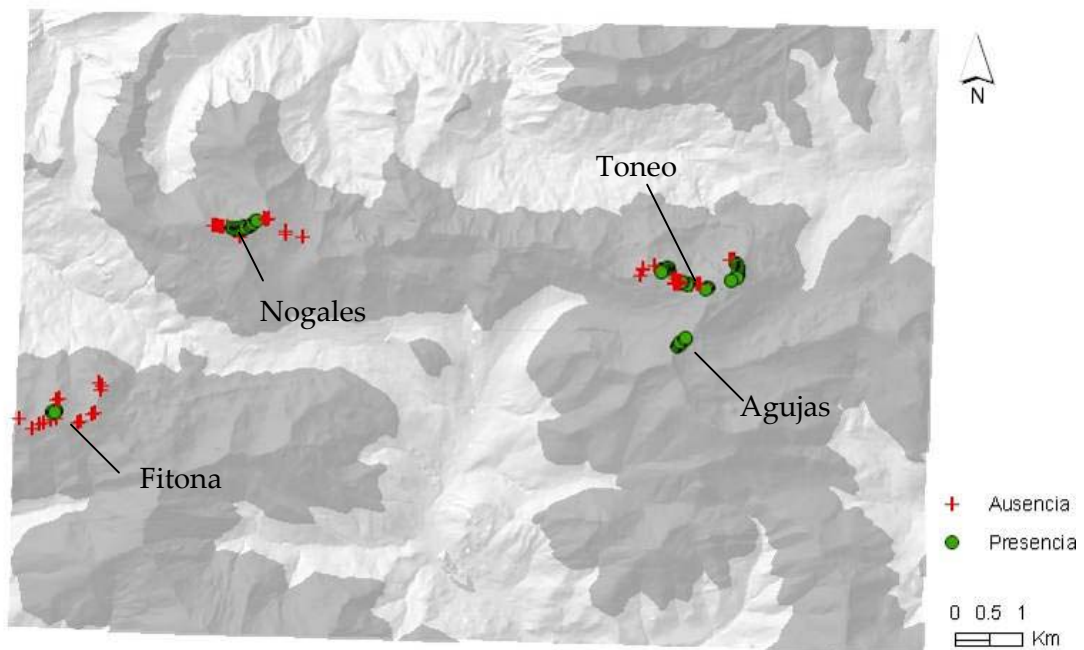 N
Toneo
Nogales
Agujas
Fitona
Ausencia
Presencia
0 0.5 1
Km